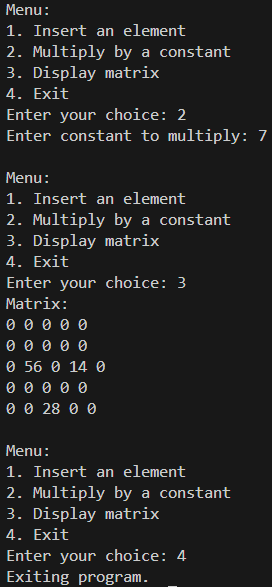 Menu:
1. Insert an element
2. Multiply by a constant
3. Display matrix
4. Exit
Enter your choice: 2
Enter constant to multiply: 7
Menu:
1. Insert an element
2. Multiply by a constant
3. Display matrix
4. Exit
Enter your choice: 3
Matrix:
0 0 0 0 0
0 0 0 0 0
0 56 0 14 0
0 0 0 0 0
0 0 28 0 0
Menu:
1. Insert an element
2. Multiply by a constant
3. Display matrix
4. Exit
Enter your choice: 4
Exiting program.